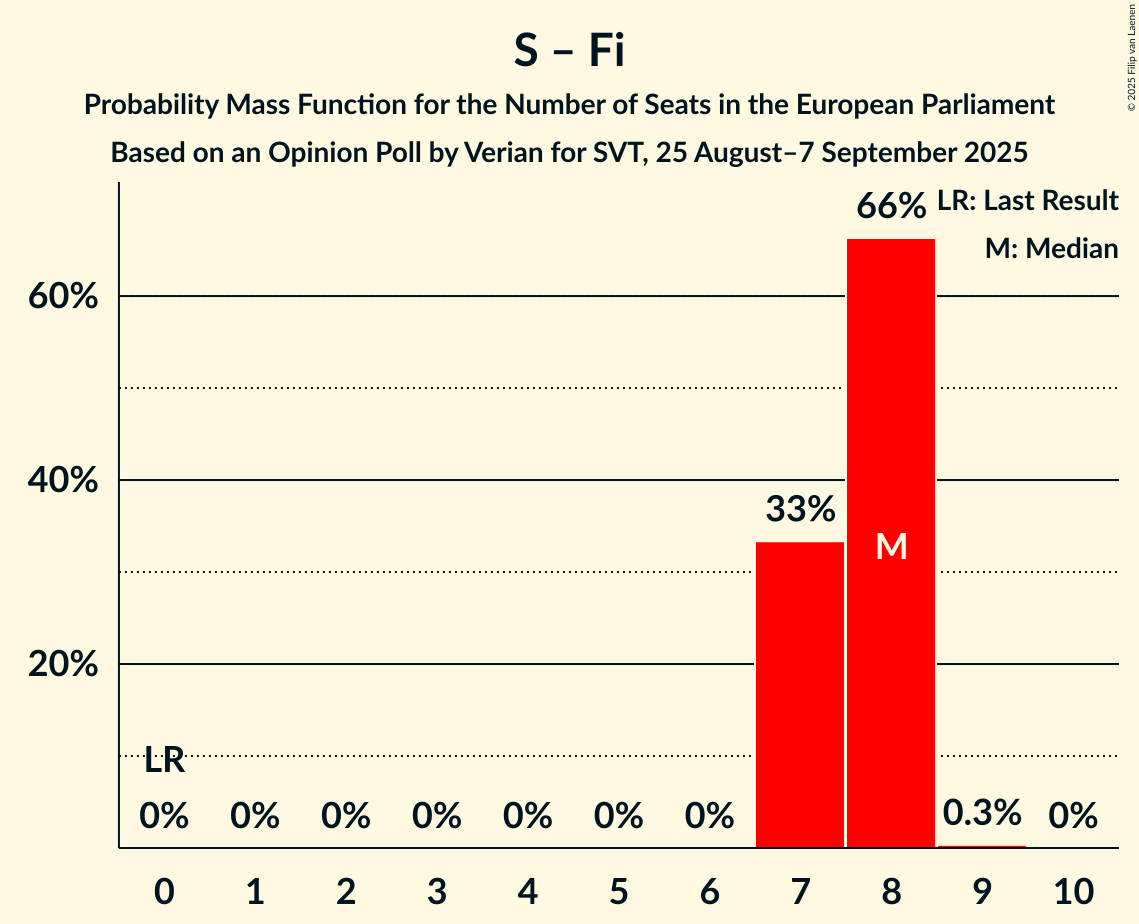 S – Fi
Probability Mass Function for the Number of Seats in the European Parliament
Based on an Opinion Poll by Verian for SVT, 25 August–7 September 2025
© 2025 Filip van Laenen
LR: Last Result
M: Median
60%
40%
20%
LR
0% 0% 0% 0% 0% 0% 0% 33% 66% 0.3% 0%
M
0 1 2 3 4 5 6 7 8 9 10